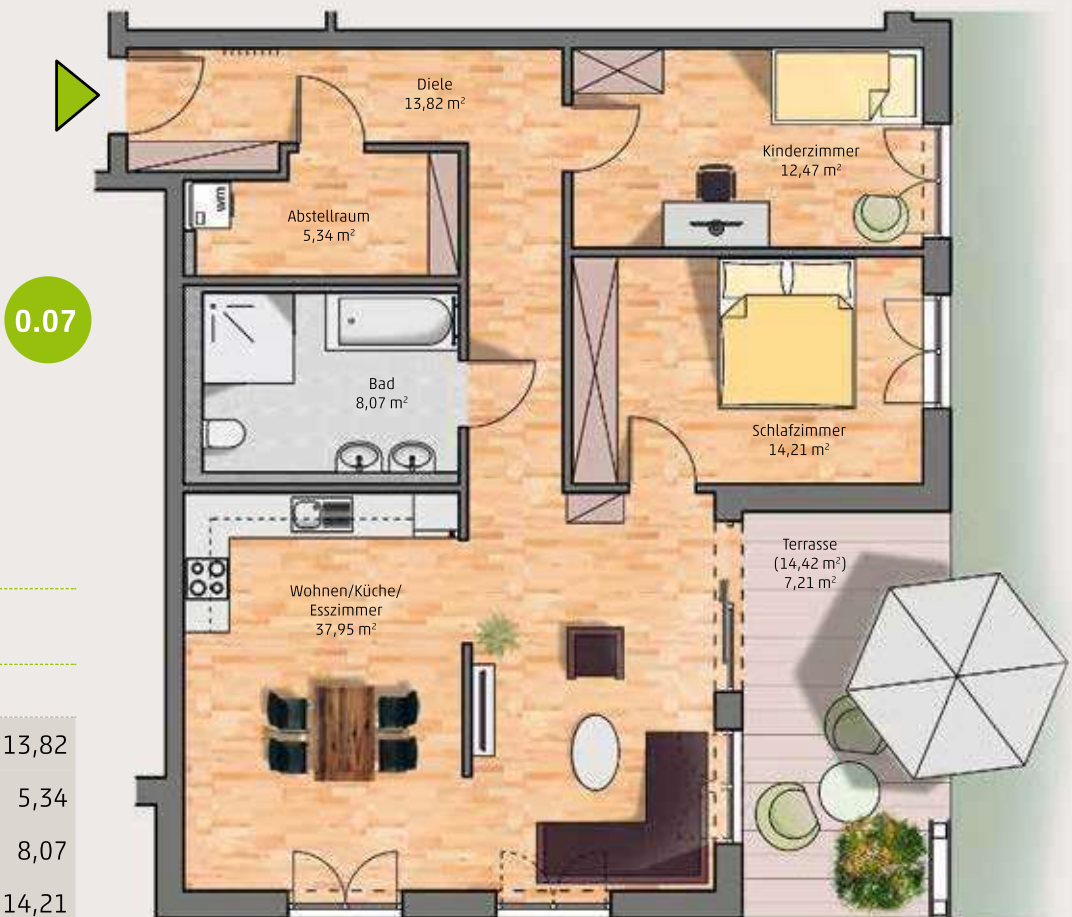 Diele
13,82 m²
Kinderzimmer
12,47 m²
wm
Abstellraum
5,34 m²
0.07
Bad
8,07 m²
Schlafzimmer
14,21 m²
Terrasse
(14,42 m²)
7,21 m²
Wohnen/Küche/
Esszimmer
37,95 m²
13,82
5,34
8,07
14,21